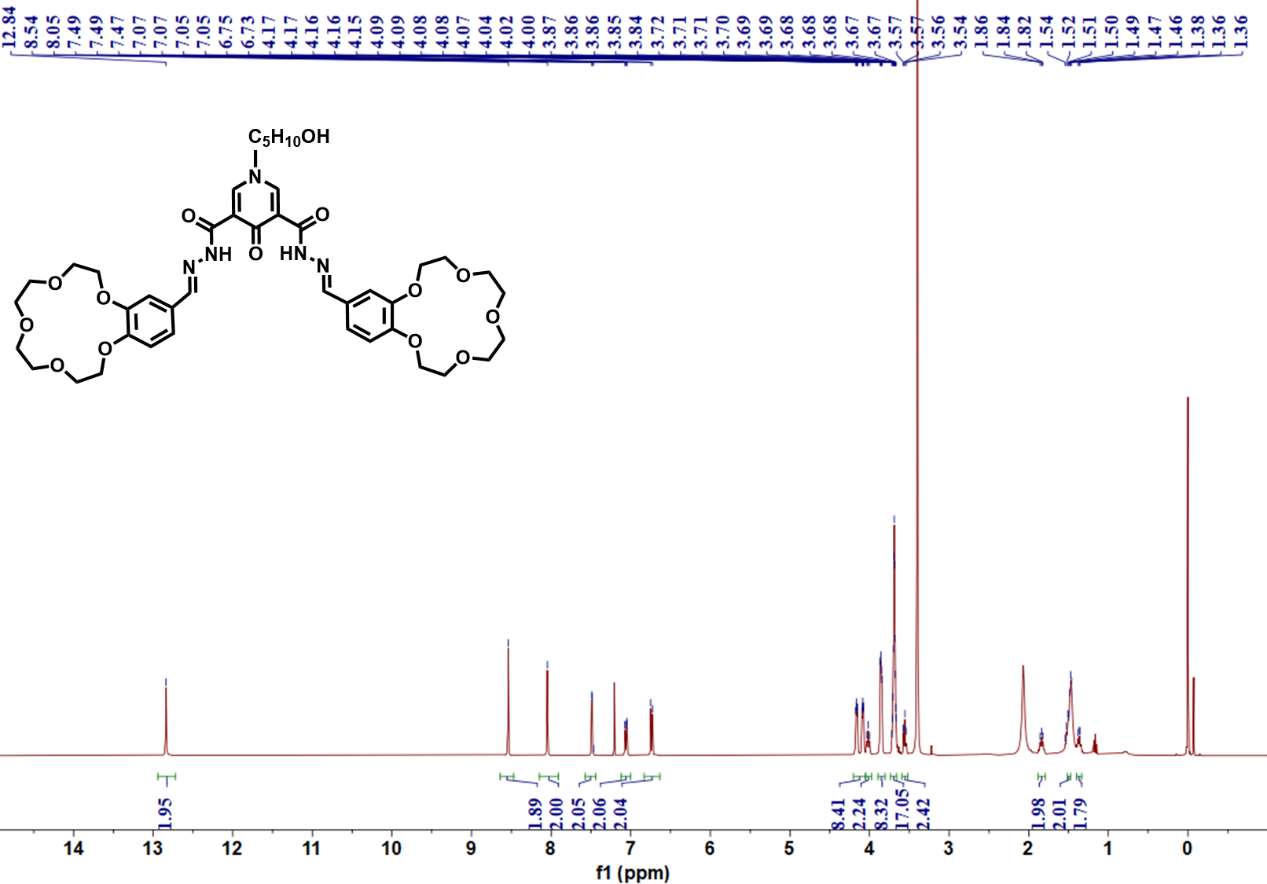 12.84 8.54 8.05 7.49 7.49 7.47 7.07 7.07 7.05 7.05 6.75 6.73 4.17 4.17 4.16 4.16 4.15 4.09 4.09 4.08 4.08 4.07 4.04 4.02 4.00 3.87 3.86 3.86 3.85 3.84 3.72 3.71 3.71 3.70 3.69 3.69 3.68 3.68 3.68 3.67 3.67 3.57 3.57 3.56 3.54 1.86 1.84 1.82 1.54 1.52 1.51 1.50 1.49 1.47 1.46 1.38 1.36 1.36
C₅H₁₀OH
N
O O
NH O HN
N N
O O O O
O O
O O O O
1.95 1.89 2.00 2.05 2.06 2.04 8.41 2.24 8.32 17.05 2.42 1.98 2.01 1.79
14 13 12 11 10 9 8 7 6 5 4 3 2 1 0
f1 (ppm)